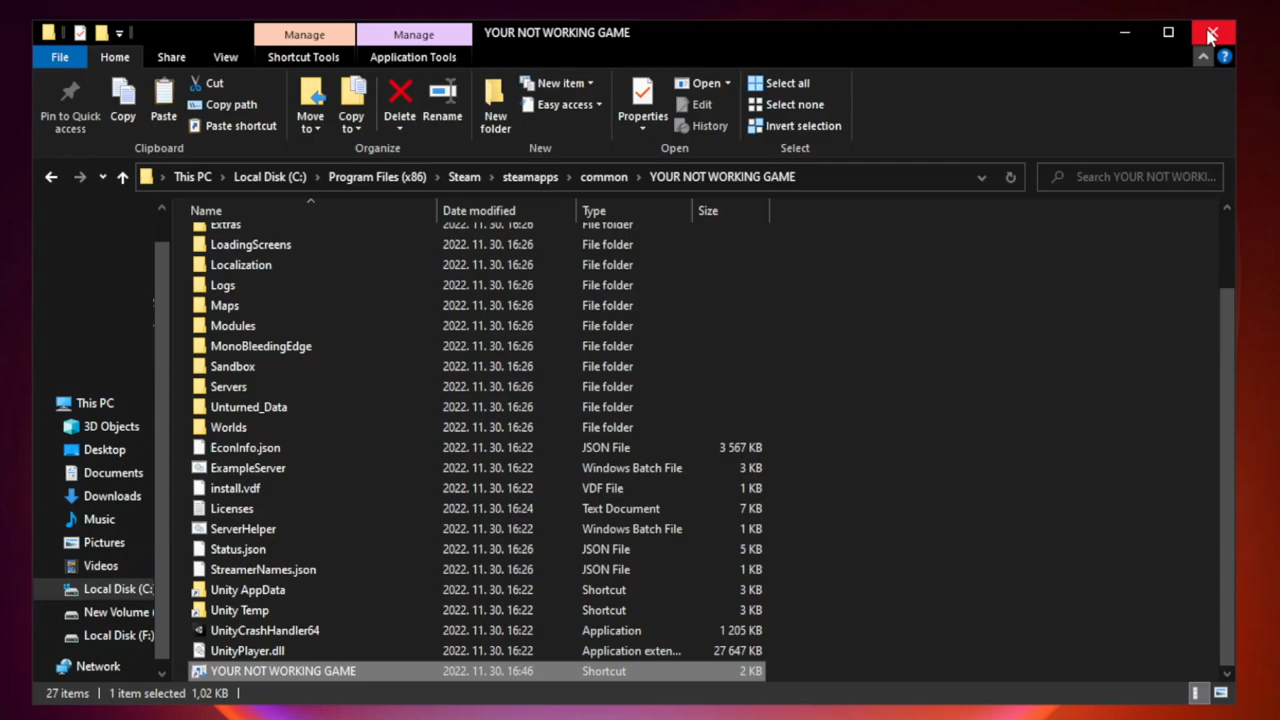 Manage
Manage
YOUR NOT WORKING GAME
File
Home
Share
Shortcut Tools
Application Tools
Pin to Quick access
Copy
Paste
Cut
Copy path
Paste shortcut
Clipboard
Move to
Copy to
Delete
Rename
Organize
New folder
New item
Easy access
New
Properties
Open
Edit
History
Open
Select all
Select none
Invert selection
Select
This PC
Local Disk (C:)
Program Files (x86)
Steam
steamapps
common
YOUR NOT WORKING GAME
Search YOUR NOT WORKI...
Name Date modified Type Size
Extras 2022. 11. 30. 16:26 File folder
LoadingScreens 2022. 11. 30. 16:26 File folder
Localization 2022. 11. 30. 16:26 File folder
Logs 2022. 11. 30. 16:26 File folder
Maps 2022. 11. 30. 16:26 File folder
Modules 2022. 11. 30. 16:26 File folder
MonoBleedingEdge 2022. 11. 30. 16:26 File folder
Sandbox 2022. 11. 30. 16:26 File folder
Servers 2022. 11. 30. 16:26 File folder
Unturned_Data 2022. 11. 30. 16:26 File folder
Worlds 2022. 11. 30. 16:26 File folder
EconInfo.json 2022. 11. 30. 16:22 JSON File 3 567 KB
ExampleServer 2022. 11. 30. 16:22 Windows Batch File 3 KB
install.vdf 2022. 11. 30. 16:22 VDF File 1 KB
Licenses 2022. 11. 30. 16:24 Text Document 7 KB
ServerHelper 2022. 11. 30. 16:22 Windows Batch File 1 KB
Status.json 2022. 11. 30. 16:26 JSON File 5 KB
StreamerNames.json 2022. 11. 30. 16:26 JSON File 1 KB
Unity AppData 2022. 11. 30. 16:22 Shortcut 3 KB
Unity Temp 2022. 11. 30. 16:22 Shortcut 3 KB
UnityCrashHandler64 2022. 11. 30. 16:22 Application 1 205 KB
UnityPlayer.dll 2022. 11. 30. 16:22 Application exten... 27 647 KB
YOUR NOT WORKING GAME 2022. 11. 30. 16:46 Shortcut 2 KB
This PC
3D Objects
Desktop
Documents
Downloads
Music
Pictures
Videos
Local Disk (C:
New Volume (
Local Disk (F:)
Network
27 items
1 item selected 1,02 KB